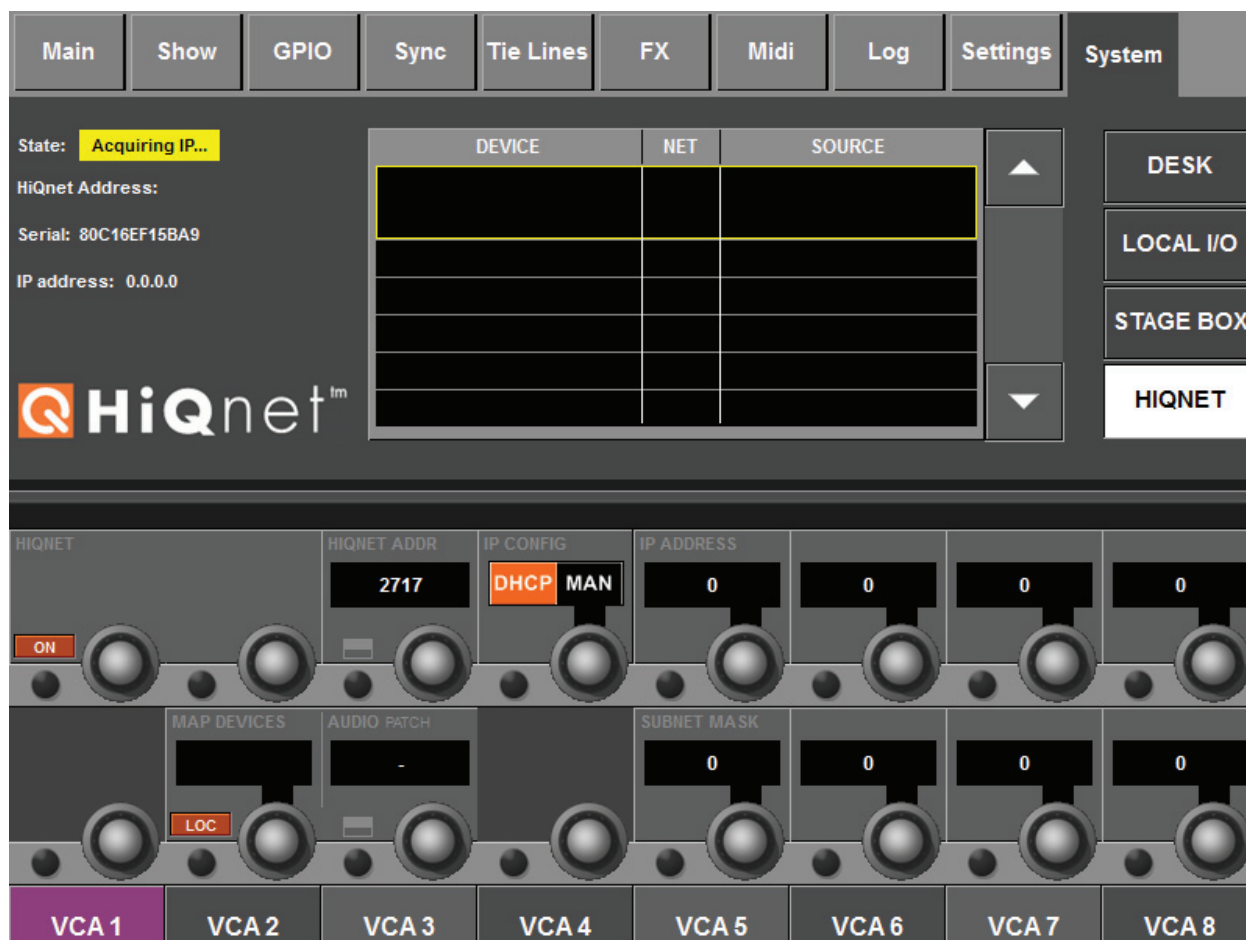 Main Show GPIO Sync Tie Lines FX Midi Log Settings System
State: Acquiring IP...
HiQnet Address:
Serial: 80C16EF15BA9
IP address: 0.0.0.0
HiQnet tm
DEVICE NET SOURCE
DESK
LOCAL I/O
STAGE BOX
HIQNET
HIQNET HIQNET ADDR IP CONFIG IP ADDRESS
2717 DHCP MAN 0 0 0 0
ON
MAP DEVICES AUDIO PATCH SUBNET MASK
- 0 0 0 0
LOC
VCA 1 VCA 2 VCA 3 VCA 4 VCA 5 VCA 6 VCA 7 VCA 8